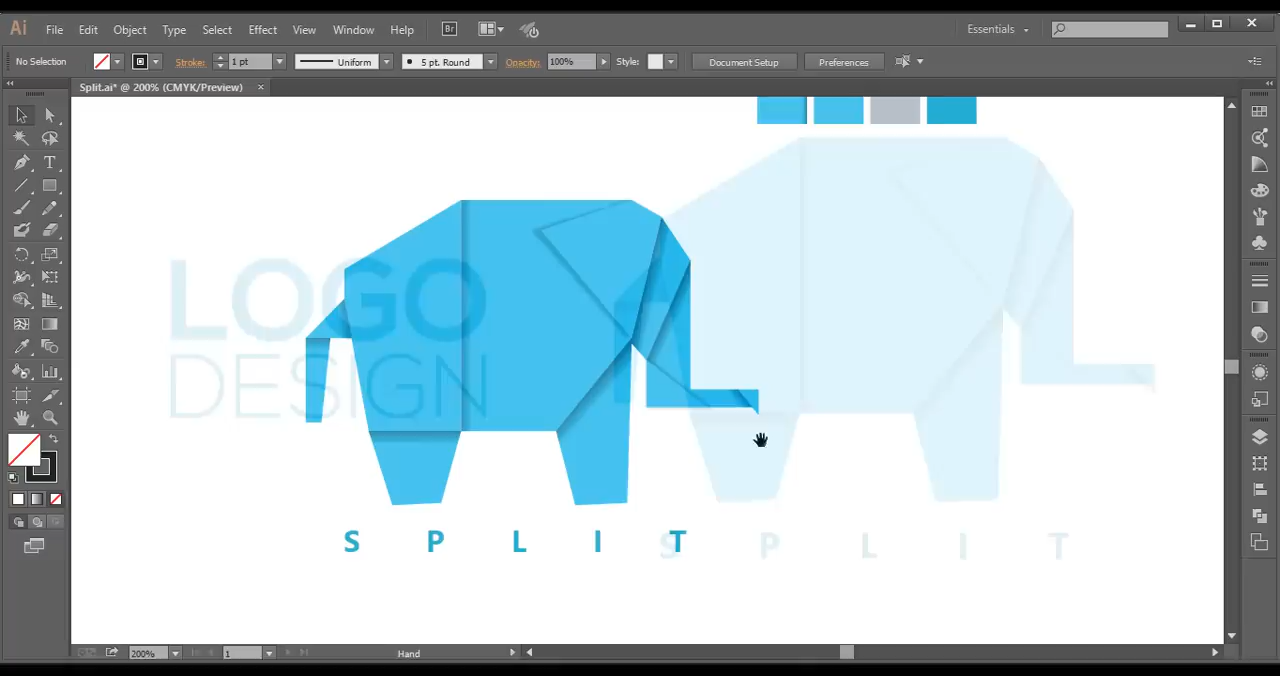 Ai File Edit Object Type Select Effect View Window Help Br Essentials
No Selection Stroke: 1 pt Uniform 5 pt. Round Opacity: 100% Style: Document Setup Preferences
Split.ai* @ 200% (CMYK/Preview)
LOGO
DESIGN
S P L I T
S P L I T
200% 1 Hand